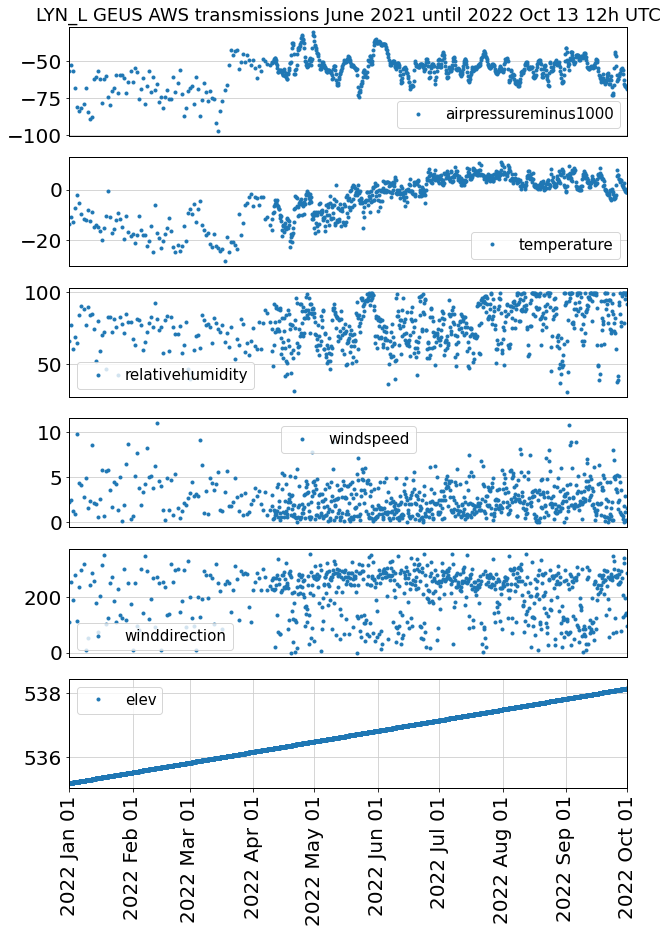 LYN_L GEUS AWS transmissions June 2021 until 2022 Oct 13 12h UTC
−50
−75
−100
airpressureminus1000
0
−20
temperature
100
50
relativehumidity
10
5
0
windspeed
200
0
winddirection
538
536
elev
2022 Jan 01
2022 Feb 01
2022 Mar 01
2022 Apr 01
2022 May 01
2022 Jun 01
2022 Jul 01
2022 Aug 01
2022 Sep 01
2022 Oct 01